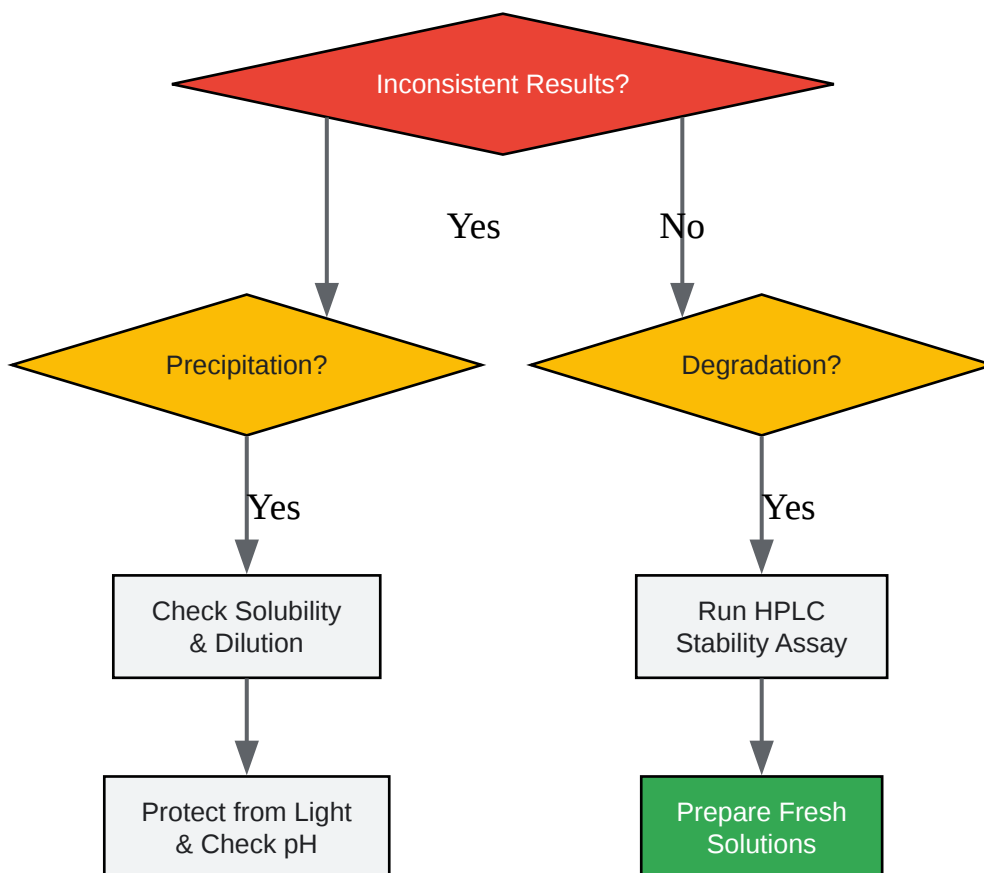 Inconsistent Results?
Yes
No
Precipitation?
Degradation?
Yes
Yes
Check Solubility
& Dilution
Run HPLC
Stability Assay
Protect from Light
& Check pH
Prepare Fresh
Solutions